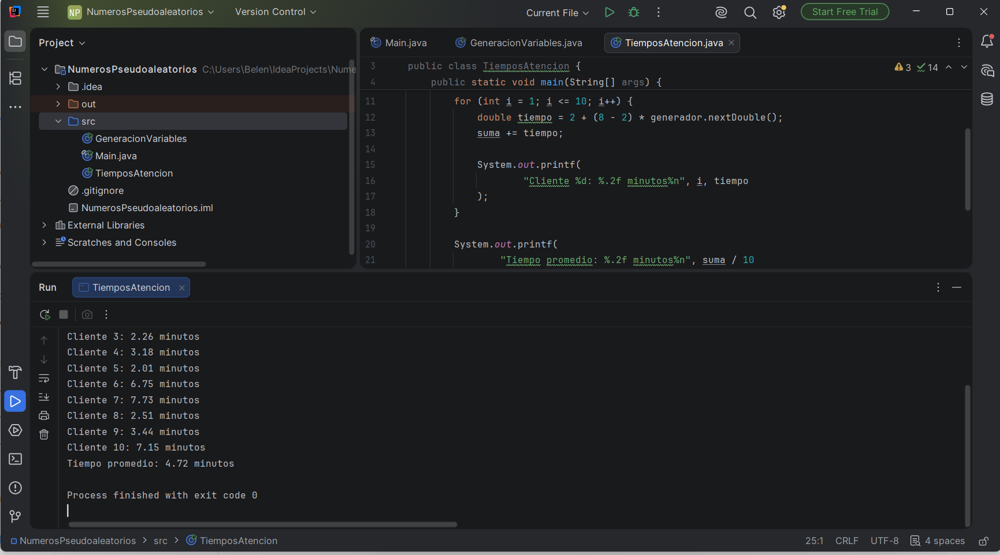 NP NumerosPseudoaleatorios Version Control Current File Start Free Trial
Project
NumerosPseudoaleatorios C:\Users\Belen\IdeaProjects\Nume
.idea
out
src
GeneracionVariables
Main.java
TiemposAtencion
.gitignore
NumerosPseudoaleatorios.iml
External Libraries
Scratches and Consoles
Main.java GeneracionVariables.java TiemposAtencion.java
3 public class TiemposAtencion { 3 14
4 public static void main(String[] args) {
11 for (int i = 1; i <= 10; i++) {
12 double tiempo = 2 + (8 - 2) * generador.nextDouble();
13 suma += tiempo;
14
15 System.out.printf(
16 "Cliente %d: %.2f minutos%n", i, tiempo
17 );
18 }
19
20 System.out.printf(
21 "Tiempo promedio: %.2f minutos%n", suma / 10
Run TiemposAtencion
Cliente 3: 2.26 minutos
Cliente 4: 3.18 minutos
Cliente 5: 2.01 minutos
Cliente 6: 6.75 minutos
Cliente 7: 7.73 minutos
Cliente 8: 2.51 minutos
Cliente 9: 3.44 minutos
Cliente 10: 7.15 minutos
Tiempo promedio: 4.72 minutos
Process finished with exit code 0
NumerosPseudoaleatorios > src > TiemposAtencion 25:1 CRLF UTF-8 4 spaces